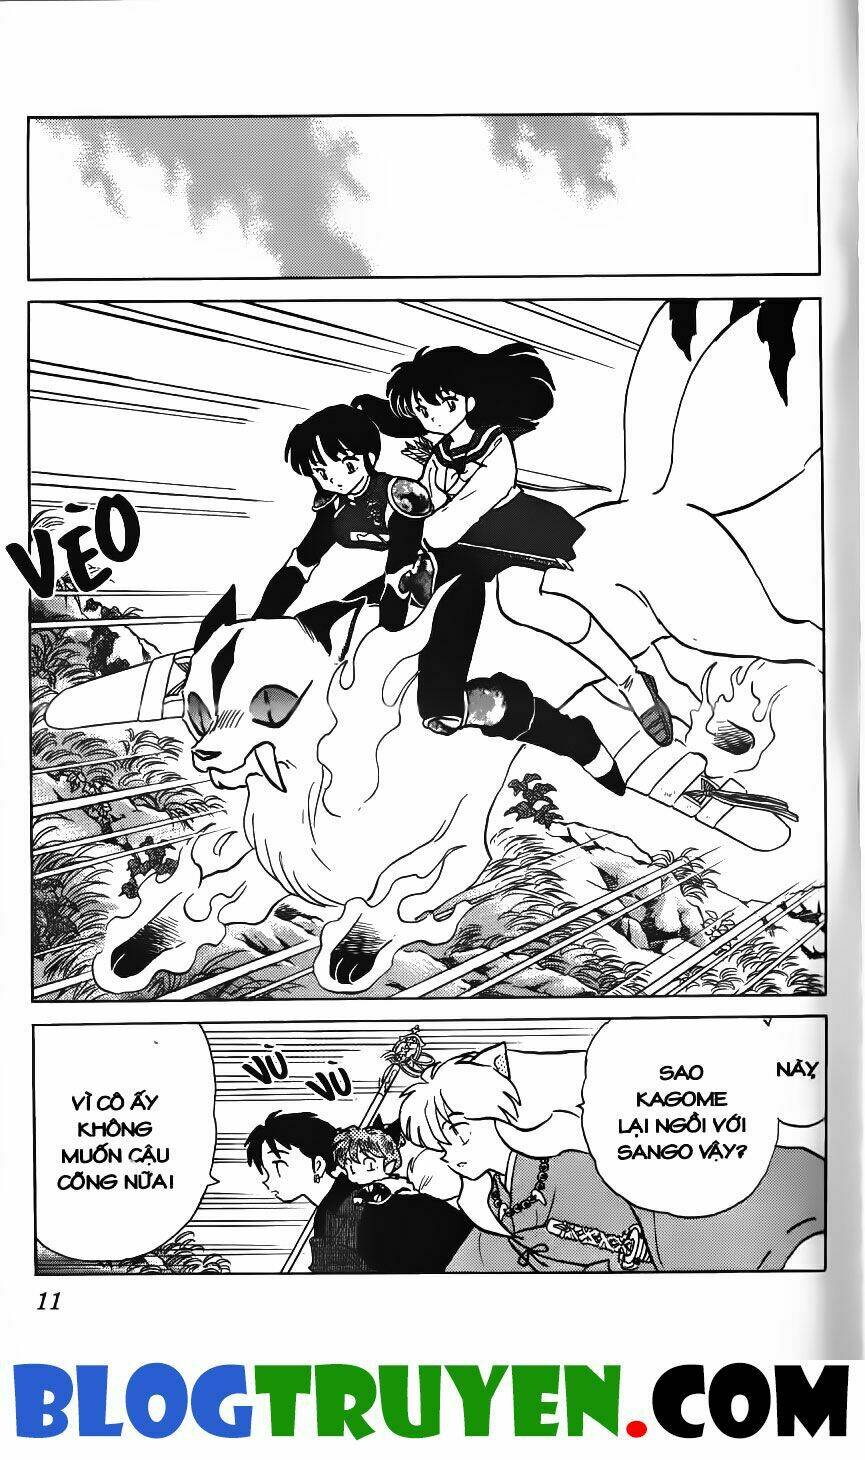 VÈO
NÀY,
SAO
KAGOME
LẠI NGỒI VỚI
SANGO VẬY?
VÙ
VÙ
VÌ CÔ ẤY
KHÔNG
MUỐN CẬU
CÕNG NỮA!
11
BLOGTRUYEN.COM